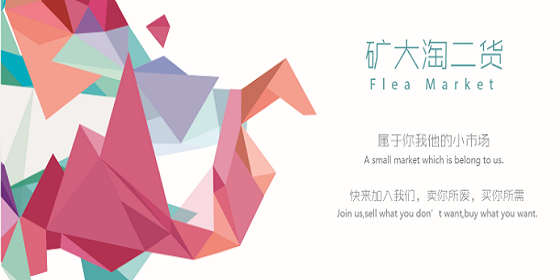 矿大淘二货
Flea Market
属于你我他的小市场
A small market which is belong to us.
快来加入我们，卖你所废，买你所需
Join us,sell what you don't want,buy what you want.